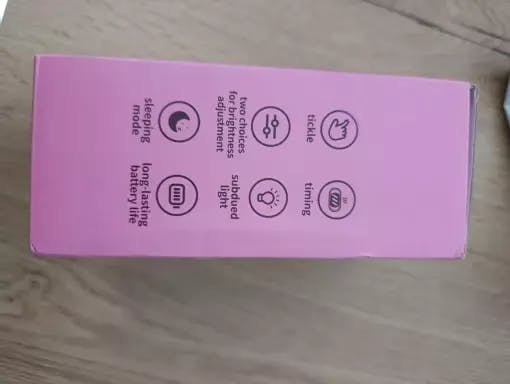 tickle
timing
two choices
for brightness
adjustment
subdued
light
sleeping
mode
long-lasting
battery life